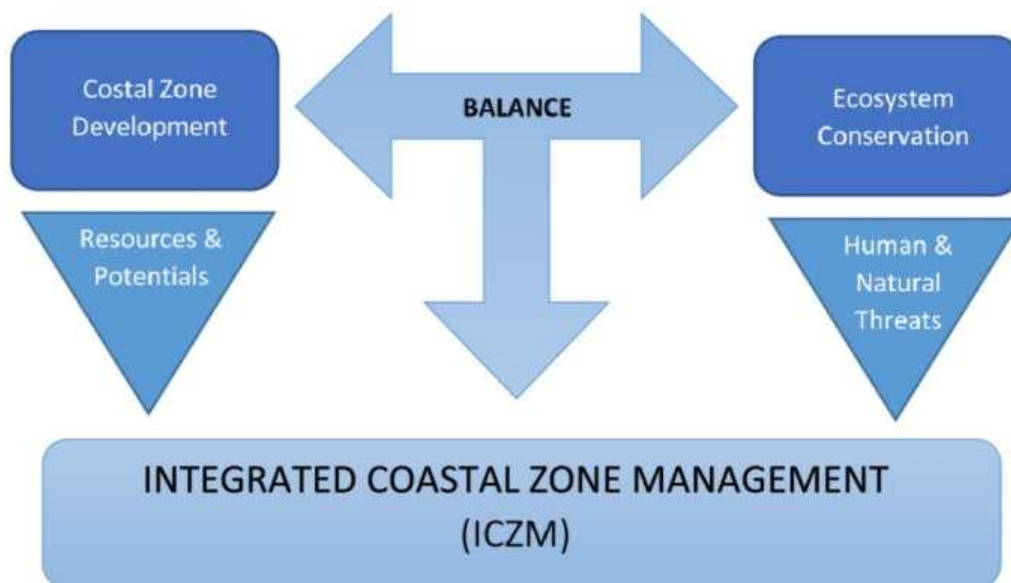 Costal Zone
Development
BALANCE
Ecosystem
Conservation
Resources &
Potentials
Human &
Natural
Threats
INTEGRATED COASTAL ZONE MANAGEMENT
(ICZM)